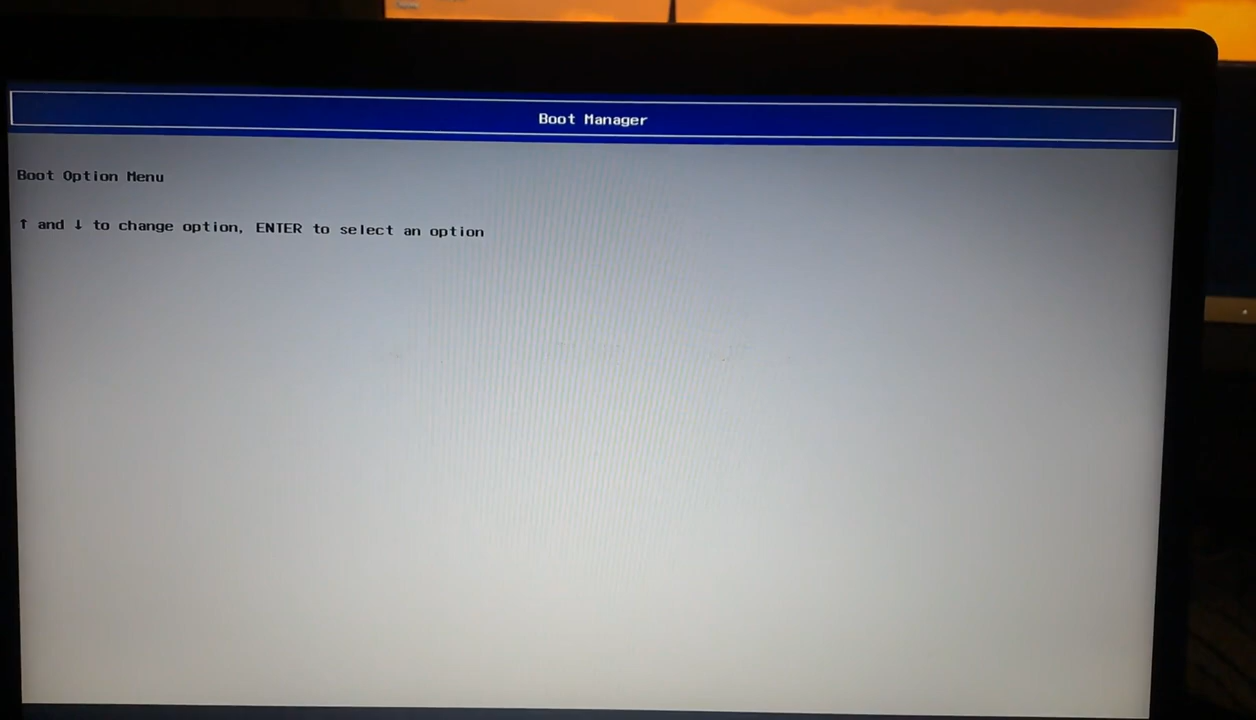 Boot Manager
Boot Option Menu
↑ and ↓ to change option, ENTER to select an option